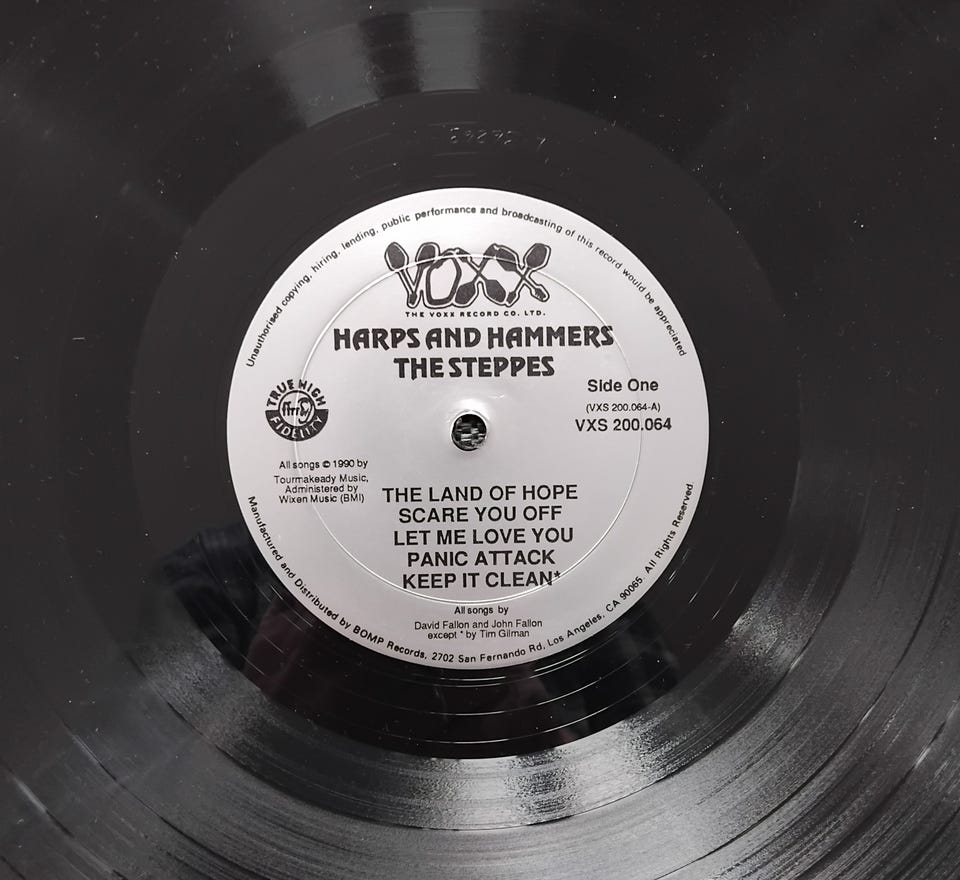 Unauthorised copying, hiring, lending, public performance and broadcasting of this record would be appreciated
VOXX
THE VOXX RECORD CO. LTD.
HARPS AND HAMMERS
THE STEPPES
TRUE HIGH
FIDELITY
Side One
(VXS 200.064-A)
VXS 200.064
All songs © 1990 by
Tourmakeady Music,
Administered by
Wixen Music (BMI)
THE LAND OF HOPE
SCARE YOU OFF
LET ME LOVE YOU
PANIC ATTACK
KEEP IT CLEAN*
All songs by
David Fallon and John Fallon
except * by Tim Gilman
Manufactured and Distributed by BOMP Records, 2702 San Fernando Rd, Los Angeles, CA 90065. All Rights Reserved